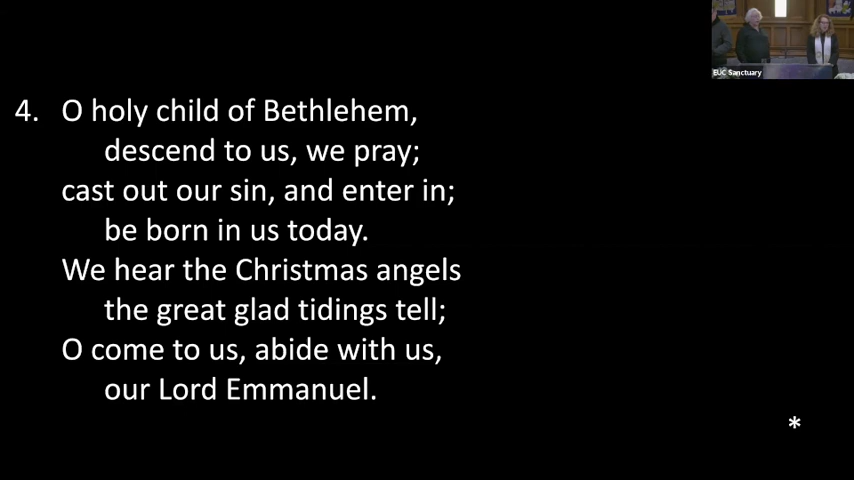 EUC Sanctuary
4. O holy child of Bethlehem,
descend to us, we pray;
cast out our sin, and enter in;
be born in us today.
We hear the Christmas angels
the great glad tidings tell;
O come to us, abide with us,
our Lord Emmanuel.
*